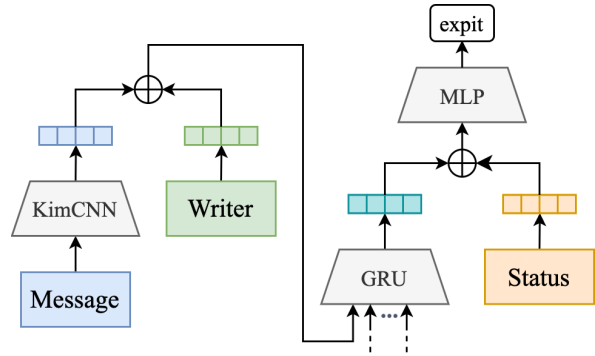 expit
MLP
KimCNN
Writer
Message
GRU
Status
...